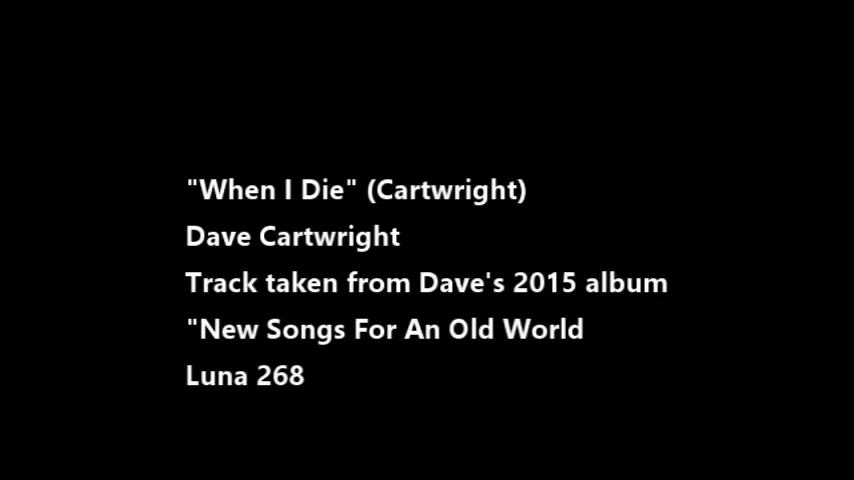 "When I Die" (Cartwright)
Dave Cartwright
Track taken from Dave's 2015 album
"New Songs For An Old World
Luna 268